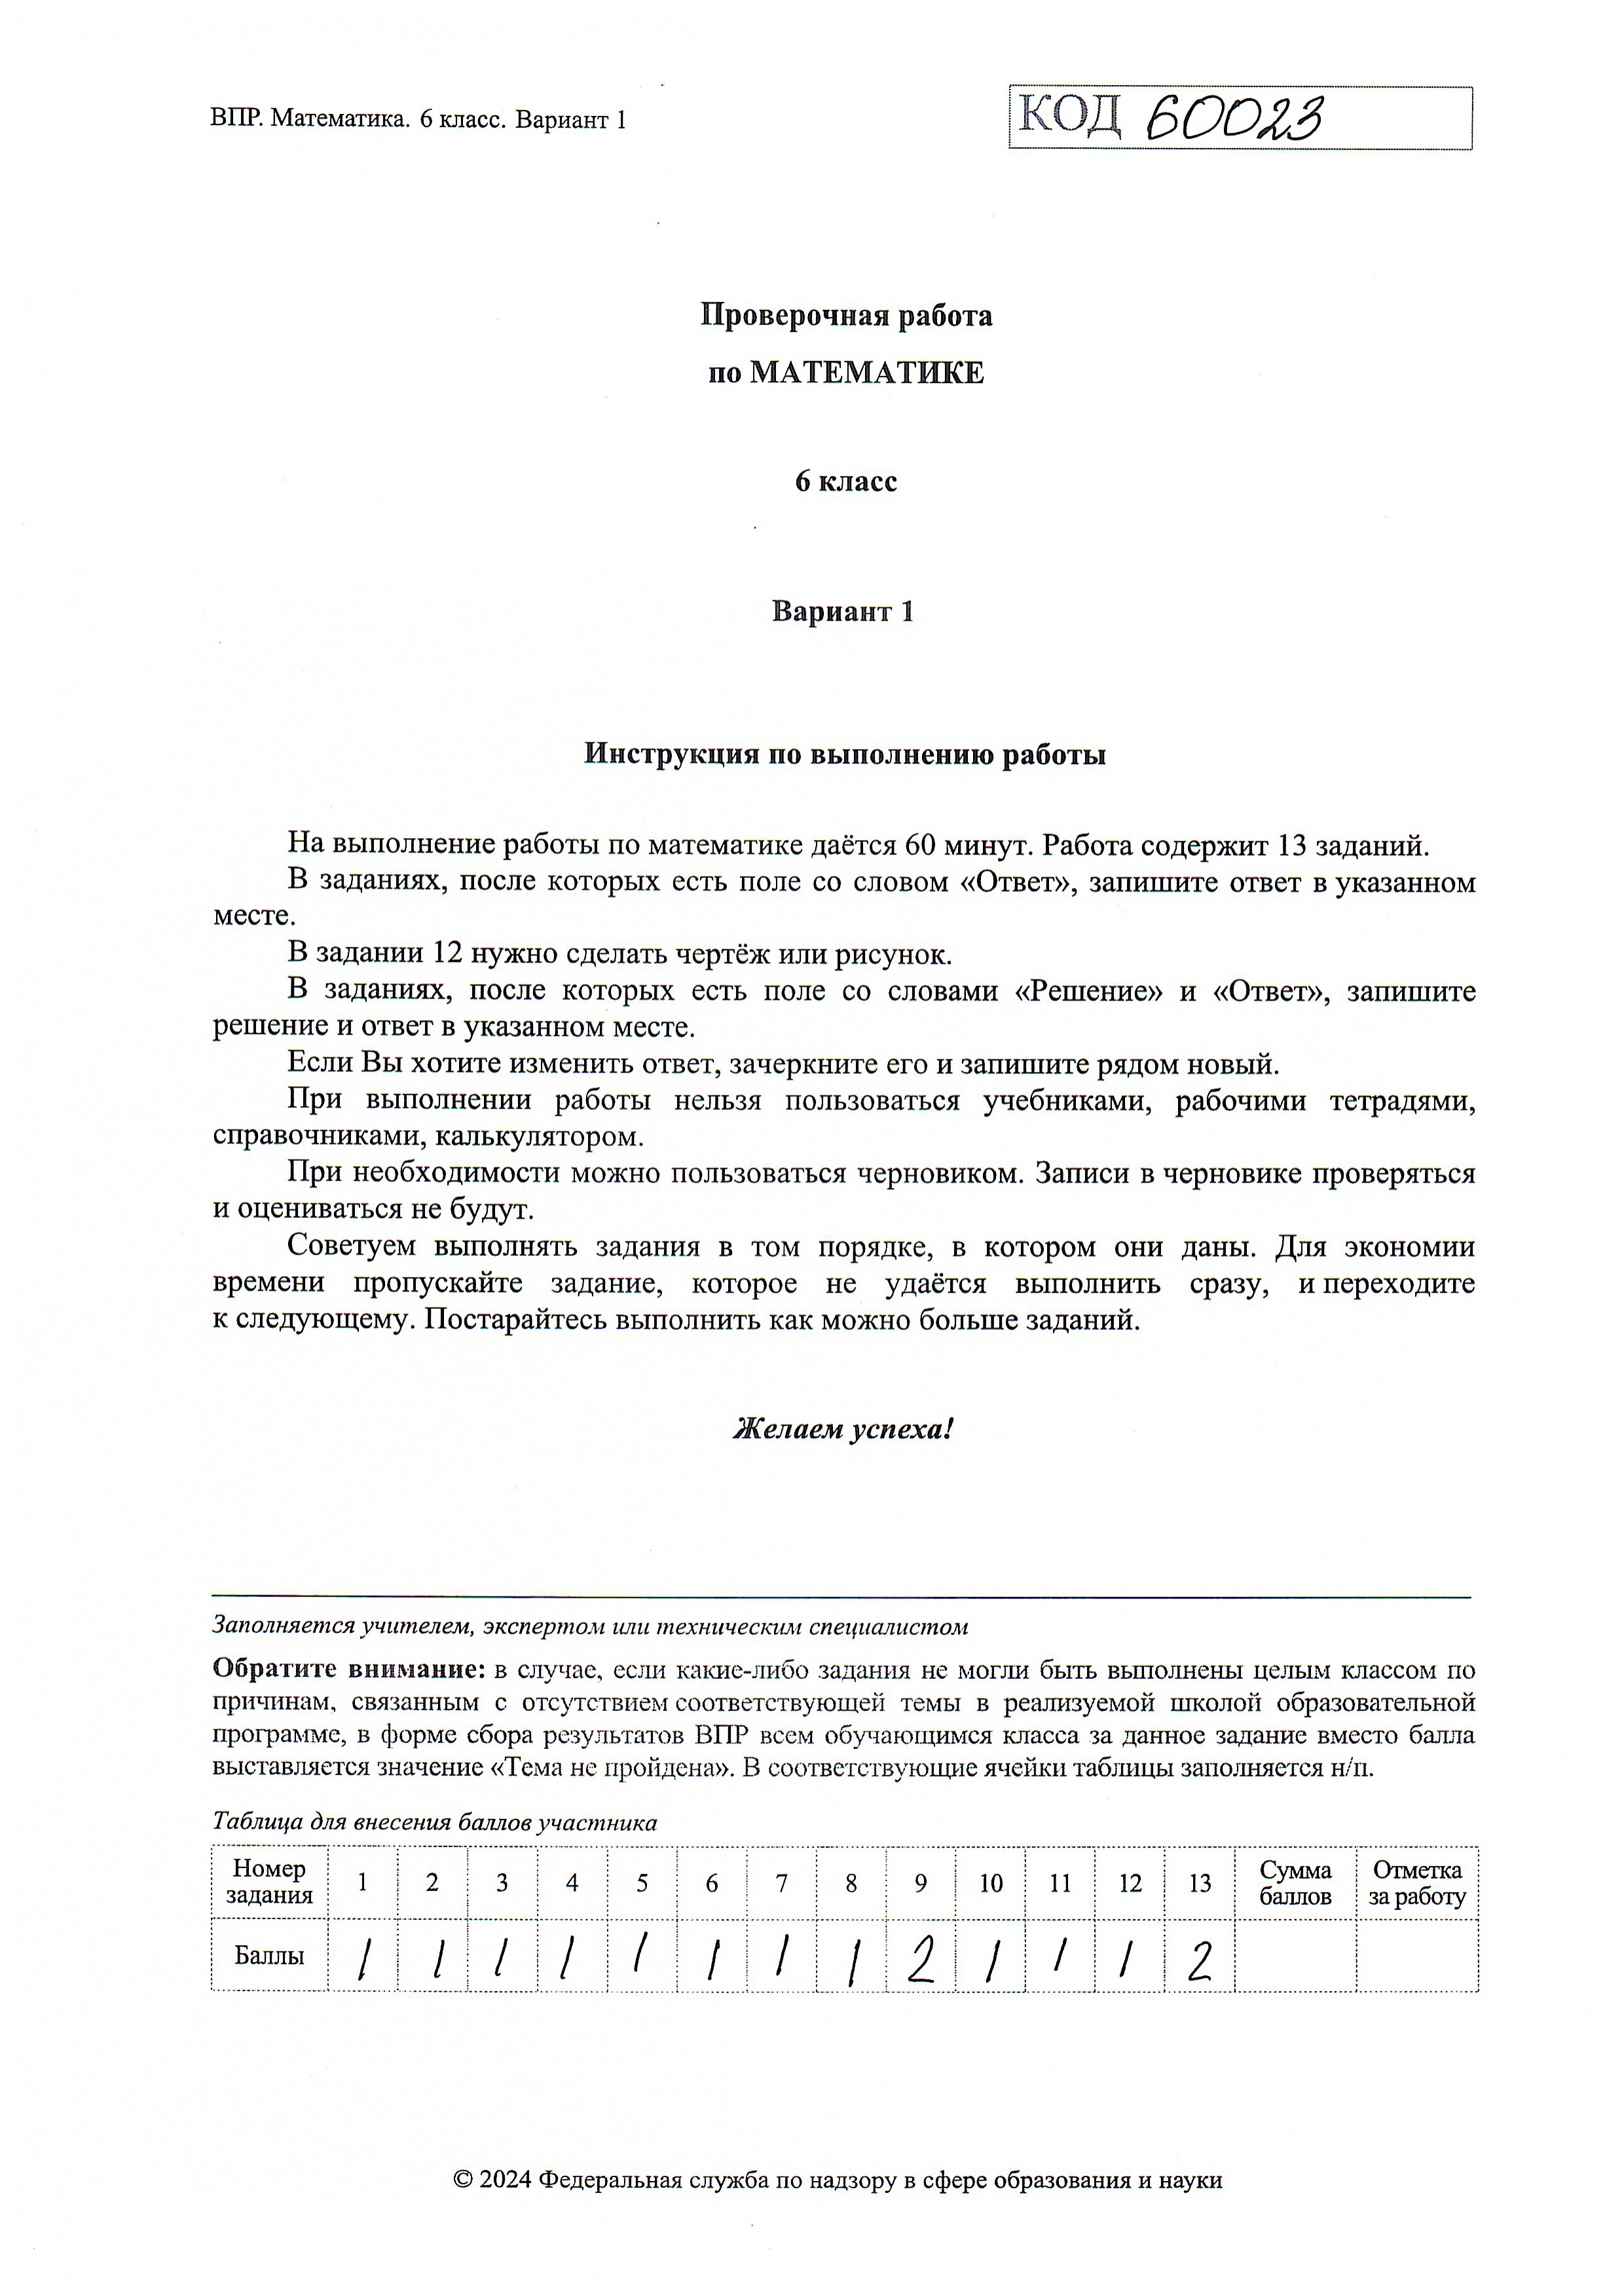 ВПР. Математика. 6 класс. Вариант 1
КОД 60023
Проверочная работа
по МАТЕМАТИКЕ
6 класс
Вариант 1
Инструкция по выполнению работы
На выполнение работы по математике даётся 60 минут. Работа содержит 13 заданий.
В заданиях, после которых есть поле со словом «Ответ», запишите ответ в указанном
месте.
В задании 12 нужно сделать чертёж или рисунок.
В заданиях, после которых есть поле со словами «Решение» и «Ответ», запишите
решение и ответ в указанном месте.
Если Вы хотите изменить ответ, зачеркните его и запишите рядом новый.
При выполнении работы нельзя пользоваться учебниками, рабочими тетрадями,
справочниками, калькулятором.
При необходимости можно пользоваться черновиком. Записи в черновике проверяться
и оцениваться не будут.
Советуем выполнять задания в том порядке, в котором они даны. Для экономии
времени пропускайте задание, которое не удаётся выполнить сразу, и переходите
к следующему. Постарайтесь выполнить как можно больше заданий.
Желаем успеха!
Заполняется учителем, экспертом или техническим специалистом
Обратите внимание: в случае, если какие-либо задания не могли быть выполнены целым классом по
причинам, связанным с отсутствием соответствующей темы в реализуемой школой образовательной
программе, в форме сбора результатов ВПР всем обучающимся класса за данное задание вместо балла
выставляется значение «Тема не пройдена». В соответствующие ячейки таблицы заполняется н/п.
Таблица для внесения баллов участника
Номер задания 1 2 3 4 5 6 7 8 9 10 11 12 13 Сумма баллов Отметка за работу
Баллы 1 1 1 1 1 1 1 1 2 1 1 1 2
© 2024 Федеральная служба по надзору в сфере образования и науки